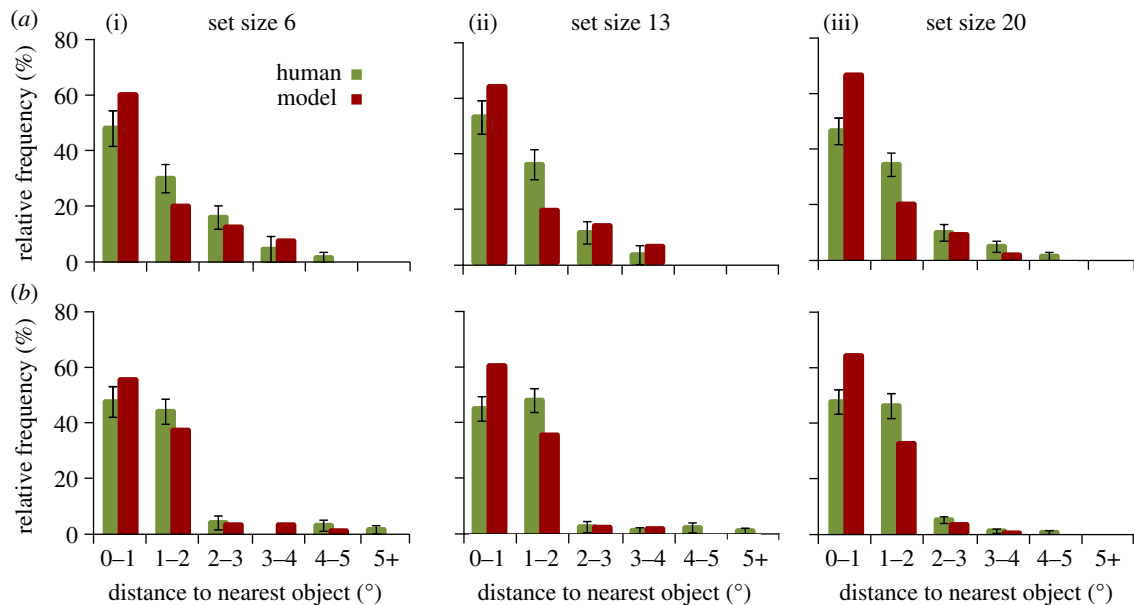 (a) (i) set size 6 (ii) set size 13 (iii) set size 20
relative frequency (%)
80
60
40
20
0
human
model
(b)
relative frequency (%)
80
60
40
20
0
0–1 1–2 2–3 3–4 4–5 5+ 0–1 1–2 2–3 3–4 4–5 5+ 0–1 1–2 2–3 3–4 4–5 5+
distance to nearest object (°) distance to nearest object (°) distance to nearest object (°)